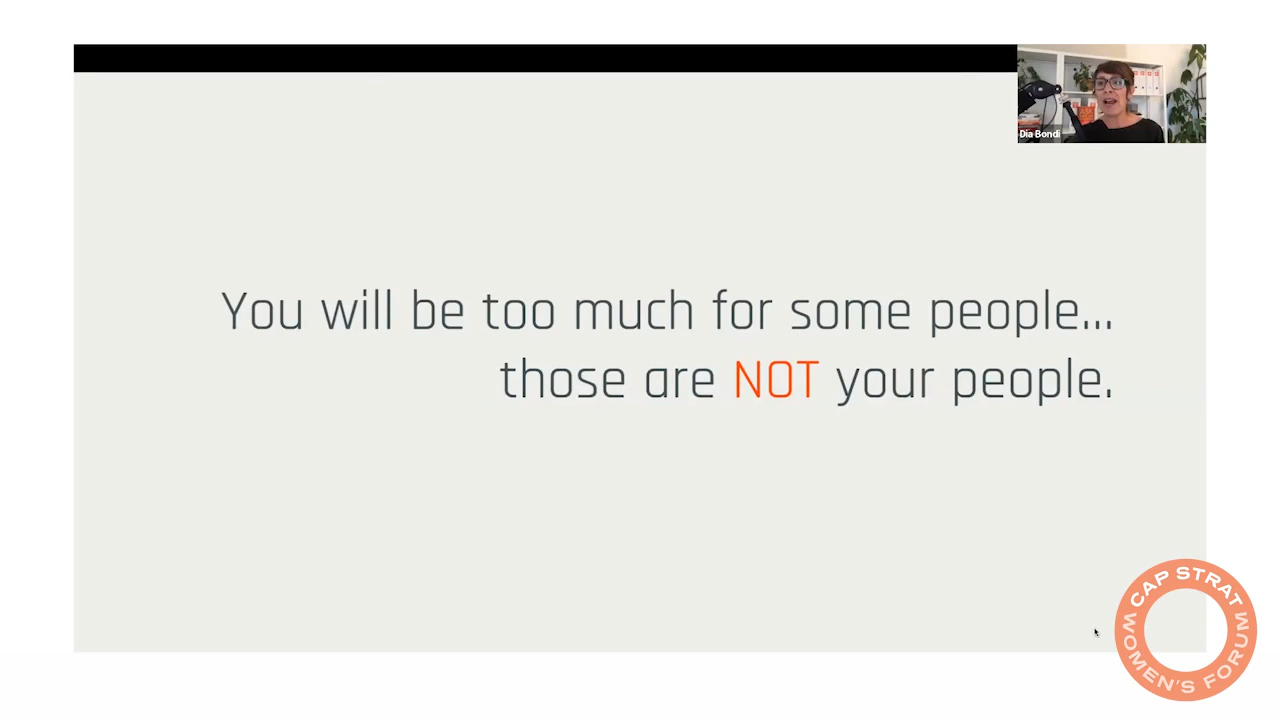 Dia Bondi
You will be too much for some people...
those are NOT your people.
CAP STRAT
WOMEN'S FORUM